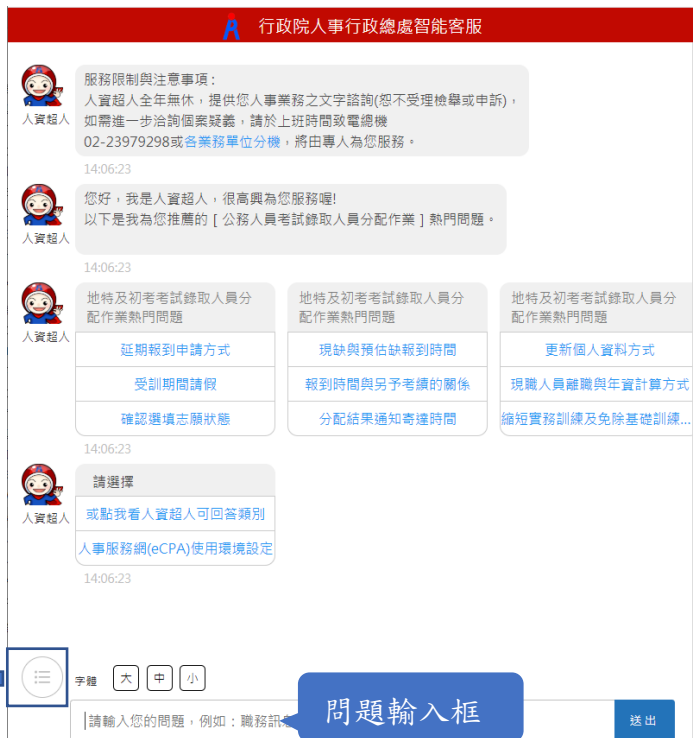 行政院人事行政總處智能客服
服務限制與注意事項：
人資超人全年無休，提供您人事業務之文字諮詢(恕不受理檢舉或申訴)，
如需進一步洽詢個案疑義，請於上班時間致電總機
02-23979298或各業務單位分機，將由專人為您服務。
人資超人
14:06:23
您好，我是人資超人，很高興為您服務喔!
以下是我為您推薦的 [ 公務人員考試錄取人員分配作業 ] 熱門問題。
人資超人
14:06:23
地特及初考考試錄取人員分
配作業熱門問題
延期報到申請方式
受訓期間請假
確認選填志願狀態
地特及初考考試錄取人員分
配作業熱門問題
現缺與預估缺報到時間
報到時間與另予考績的關係
分配結果通知寄達時間
地特及初考考試錄取人員分
配作業熱門問題
更新個人資料方式
現職人員離職與年資計算方式
縮短實務訓練及免除基礎訓練...
人資超人
14:06:23
請選擇
或點我看人資超人可回答類別
人事服務網(eCPA)使用環境設定
人資超人
14:06:23
字體 大 中 小
問題輸入框
請輸入您的問題，例如：職務訊
送出